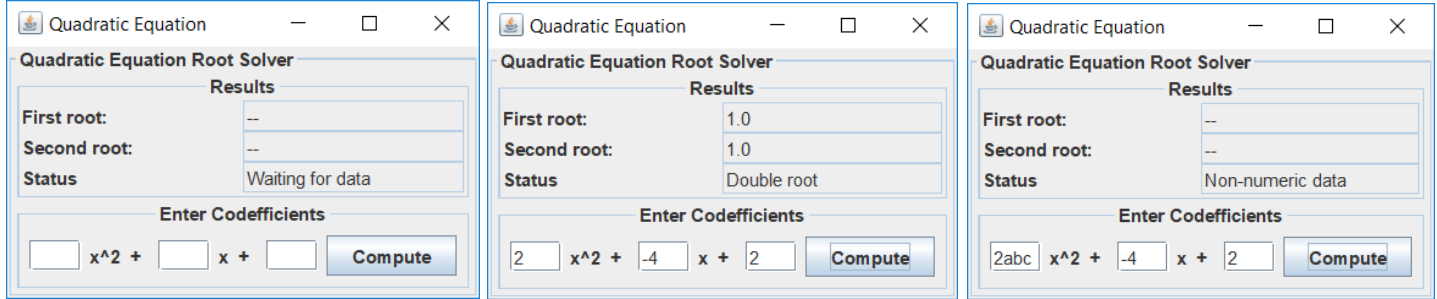 Quadratic Equation
Quadratic Equation Root Solver
Results
First root: --
Second root: --
Status Waiting for data
Enter Codefficients
x^2 + x + Compute
Quadratic Equation
Quadratic Equation Root Solver
Results
First root: 1.0
Second root: 1.0
Status Double root
Enter Codefficients
2 x^2 + -4 x + 2 Compute
Quadratic Equation
Quadratic Equation Root Solver
Results
First root: --
Second root: --
Status Non-numeric data
Enter Codefficients
2abc x^2 + -4 x + 2 Compute